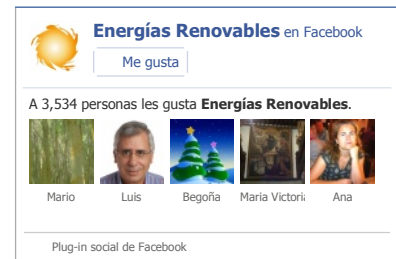 Energías Renovables en Facebook
Me gusta
A 3,534 personas les gusta Energías Renovables.
Mario Luis Begoña Maria Victoria Ana
Plug-in social de Facebook